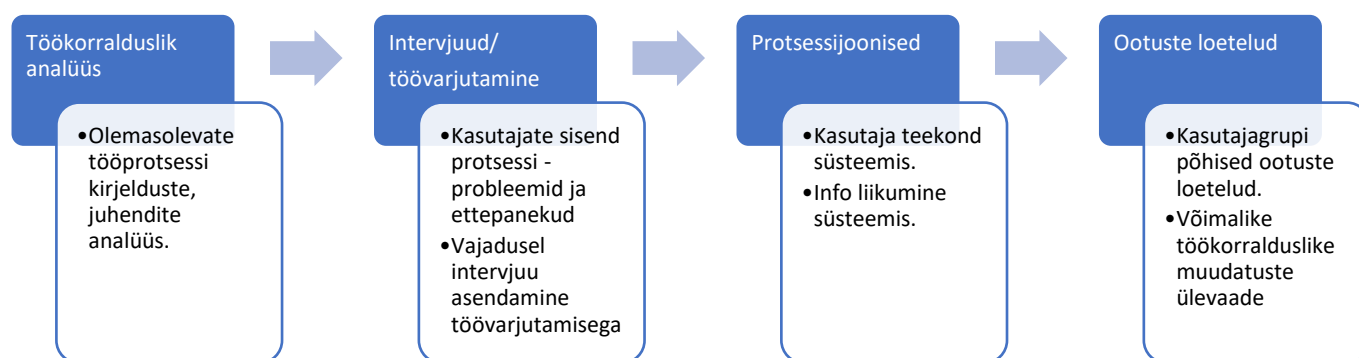 Töökorralduslik
analüüs
•Olemasolevate
tööprotsessi
kirjelduste,
juhendite
analüüs.
Intervjuud/
töövarjutamine
•Kasutajate sisend
protsessi -
probleemid ja
ettepanekud
•Vajadusel
intervjuu
asendamine
töövarjutamisega
Protsessijoonised
•Kasutaja teekond
süsteemis.
•Info liikumine
süsteemis.
Ootuste loetelud
•Kasutajagrupi
põhised ootuste
loetelud.
•Võimalike
töökorralduslike
muudatuste
ülevaade